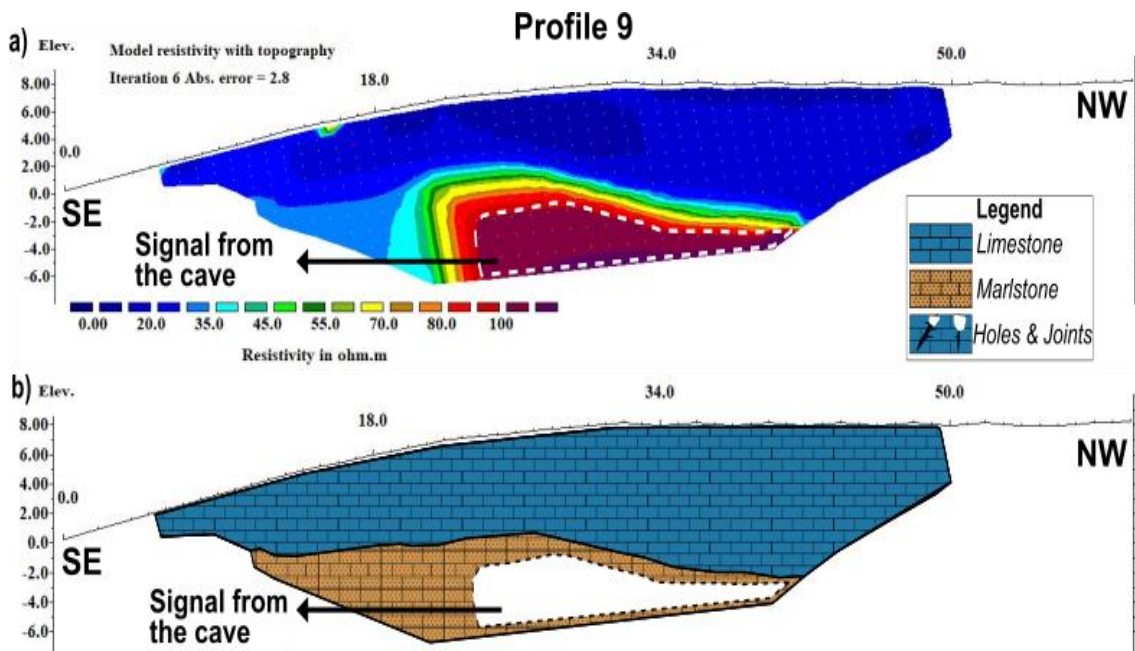 Profile 9
a) Elev. Model resistivity with topography
Iteration 6 Abs. error = 2.8
18.0 34.0 50.0
8.00
6.00
4.00
2.00
0.0
-2.0
-4.0
-6.0
0.0
SE
NW
Signal from
the cave
0.00 20.0 35.0 45.0 55.0 70.0 80.0 100
Resistivity in ohm.m
Legend
Limestone
Marlstone
Holes & Joints
b) Elev.
18.0 34.0 50.0
8.00
6.00
4.00
2.00
0.0
-2.0
-4.0
-6.0
0.0
SE
NW
Signal from
the cave